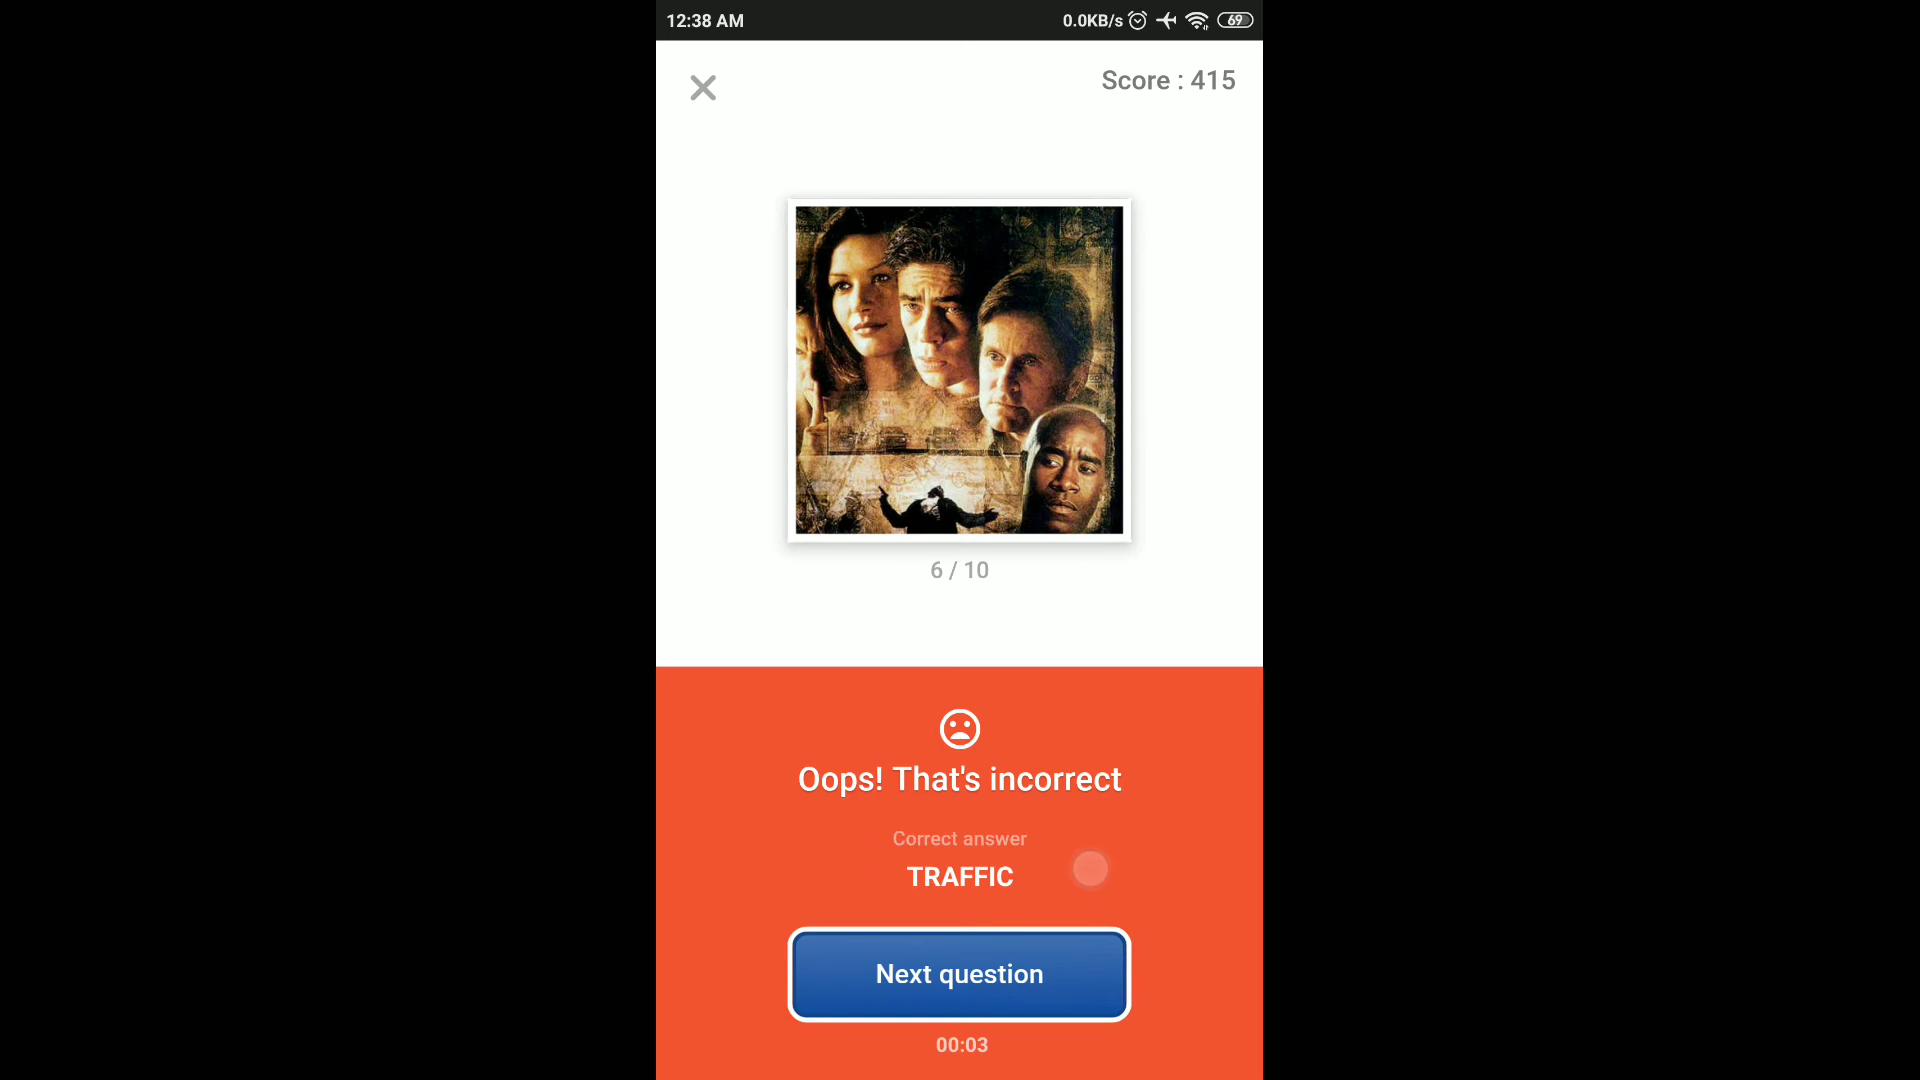 12:38 AM
0.0KB/s
69
Score : 415
6 / 10
Oops! That's incorrect
Correct answer
TRAFFIC
Next question
00:03